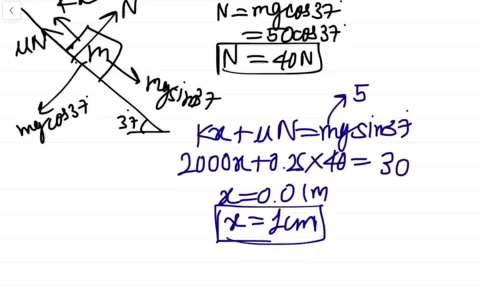 N
N = mgcos37
= 50cos37
N = 40N
μN
m
mgsin37
mgcos37
37
5
Kx + μN = mgsin37
2000x + 0.25 × 40 = 30
x = 0.01m
x = 1cm